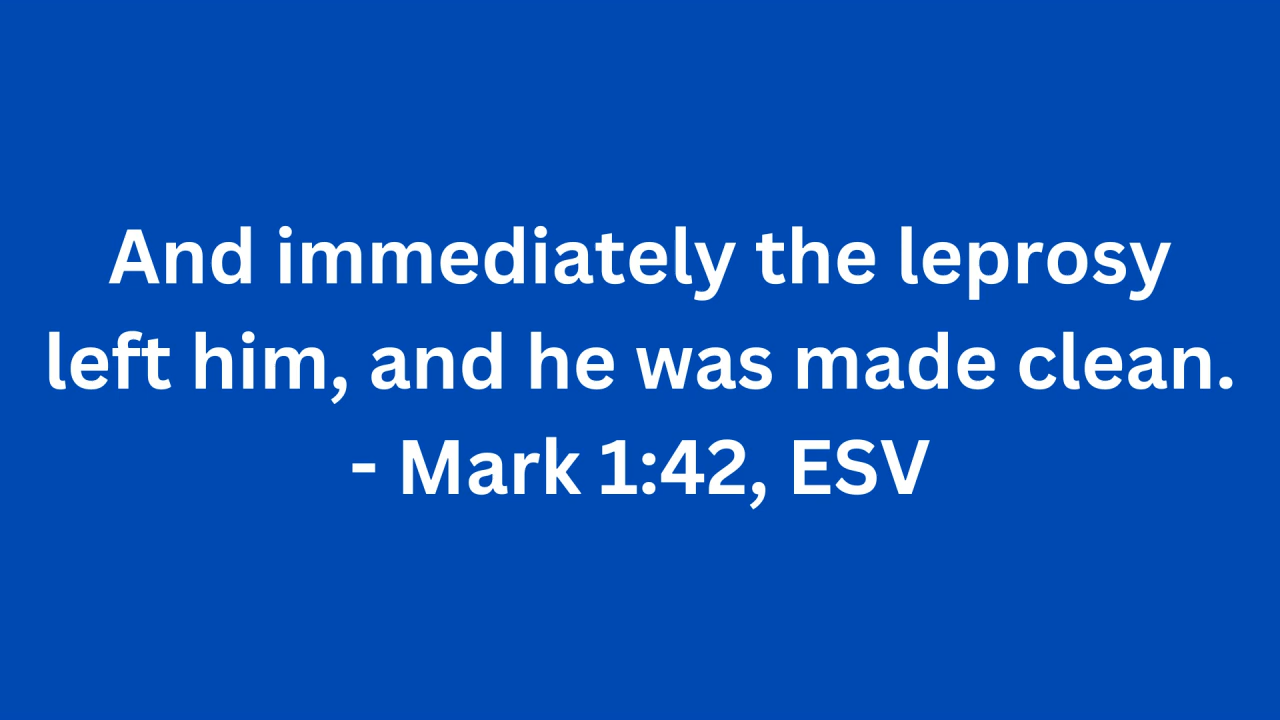 And immediately the leprosy
left him, and he was made clean.
- Mark 1:42, ESV